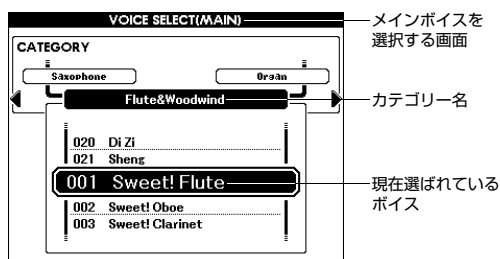 VOICE SELECT(MAIN)
メインボイスを
選択する画面
CATEGORY
Saxophone
Organ
Flute&Woodwind
カテゴリー名
020 Di Zi
021 Sheng
001 Sweet! Flute
現在選ばれている
ボイス
002 Sweet! Oboe
003 Sweet! Clarinet